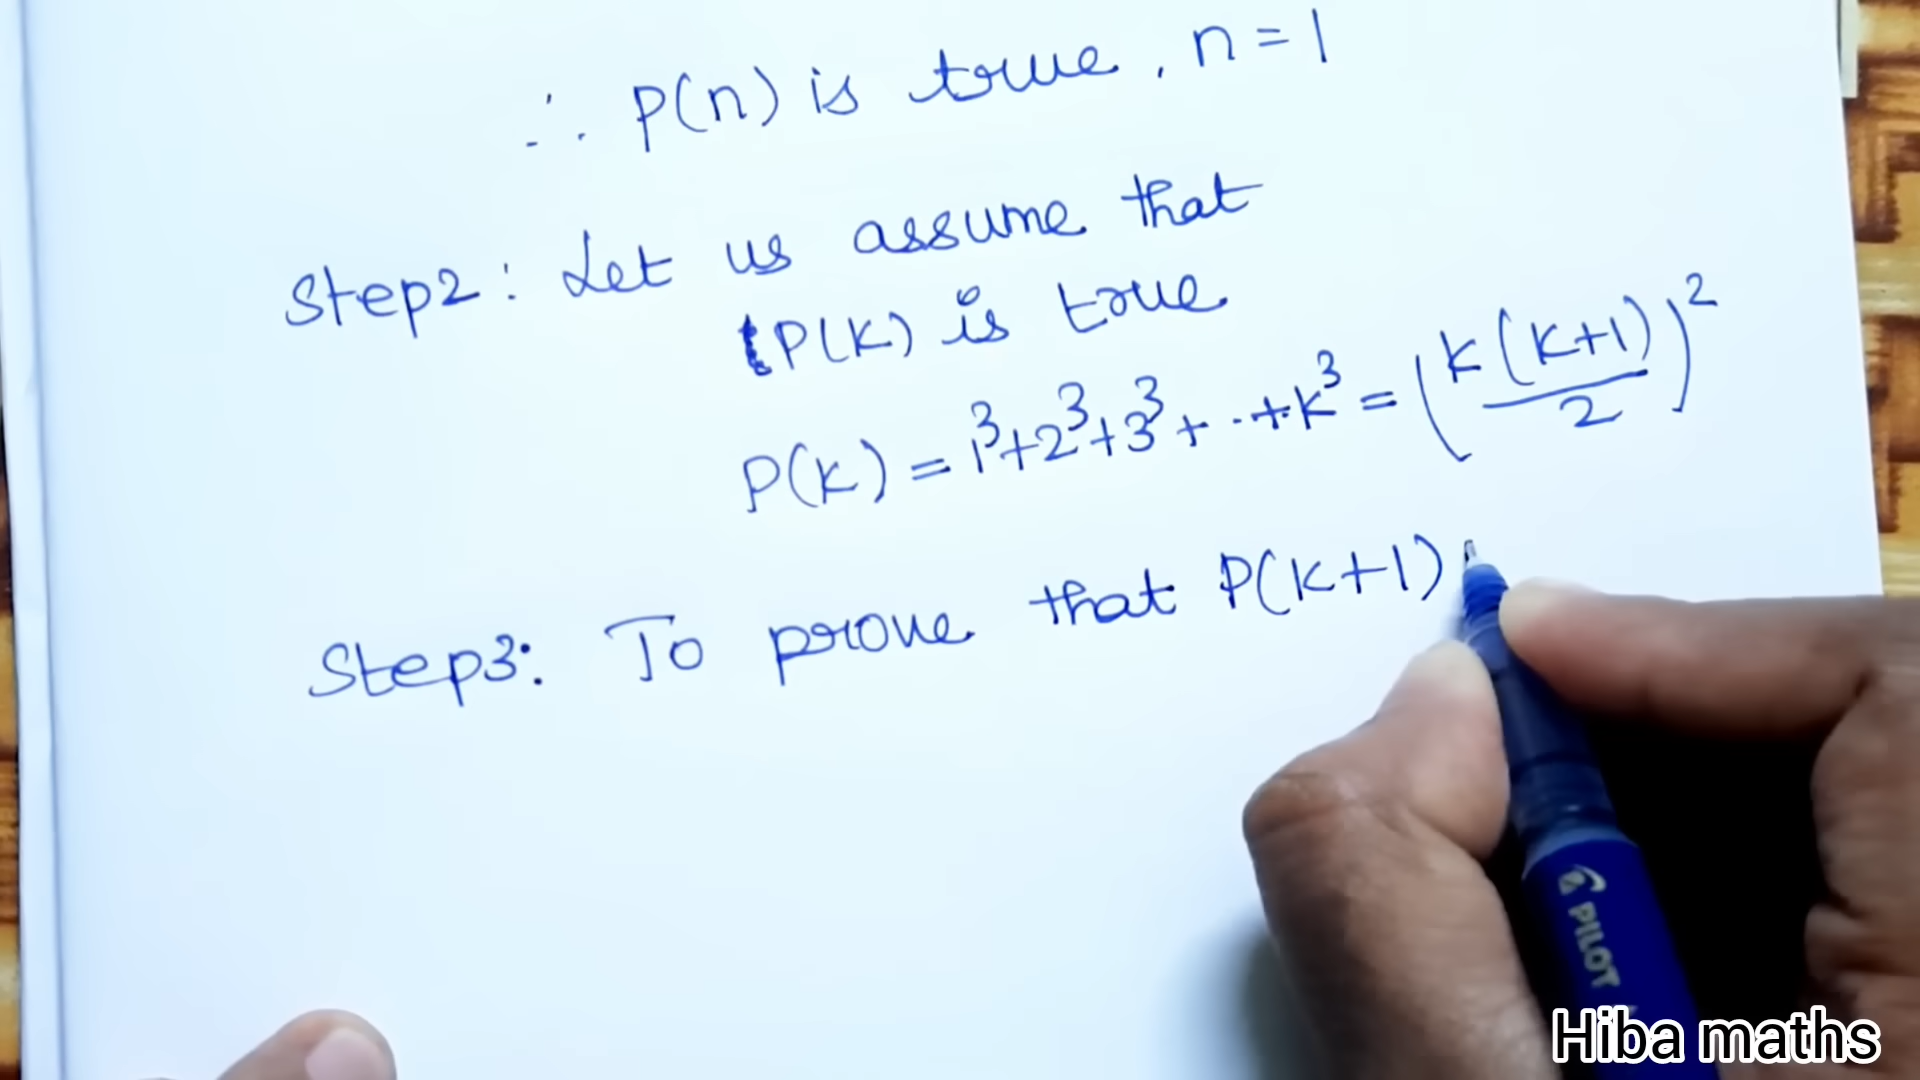 ∴ P(n) is true, n = 1
Step2: Let us assume that
P(K) is true
P(K) = 1³+2³+3³+ ··+K³ = (K(K+1)/2)²
Step3: To prove that P(K+1)
PILOT
Hiba maths